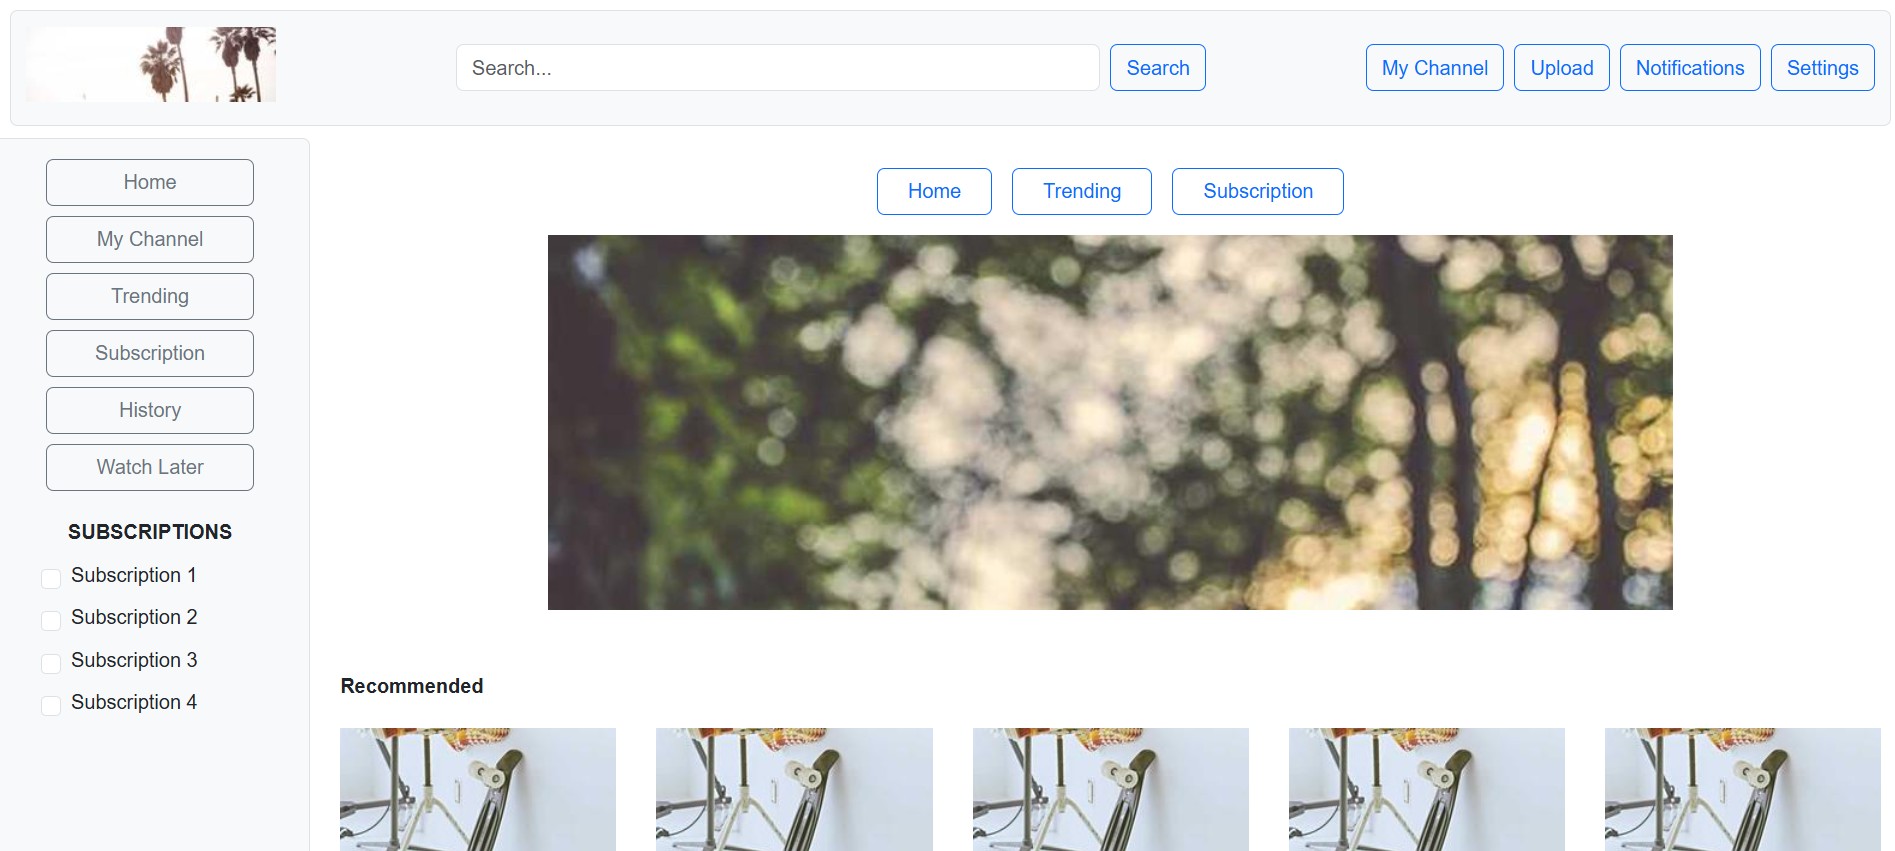 Search...
Search
My Channel
Upload
Notifications
Settings
Home
My Channel
Trending
Subscription
History
Watch Later
SUBSCRIPTIONS
Subscription 1
Subscription 2
Subscription 3
Subscription 4
Home
Trending
Subscription
Recommended